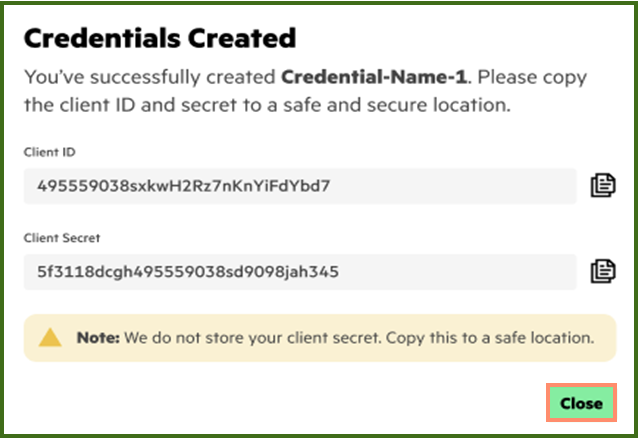 Credentials Created
You've successfully created Credential-Name-1. Please copy
the client ID and secret to a safe and secure location.
Client ID
495559038sxkwH2Rz7nKnYiFdYbd7
Client Secret
5f3118dcgh495559038sd9098jah345
Note: We do not store your client secret. Copy this to a safe location.
Close